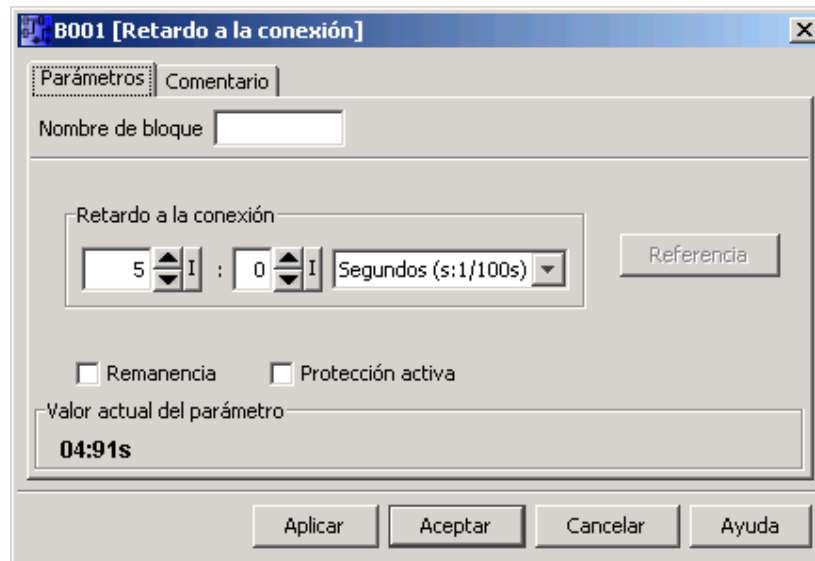 B001 [Retardo a la conexión]
Parámetros Comentario
Nombre de bloque
Retardo a la conexión
5 I : 0 I Segundos (s:1/100s) Referencia
Remanencia Protección activa
Valor actual del parámetro
04:91s
Aplicar Aceptar Cancelar Ayuda